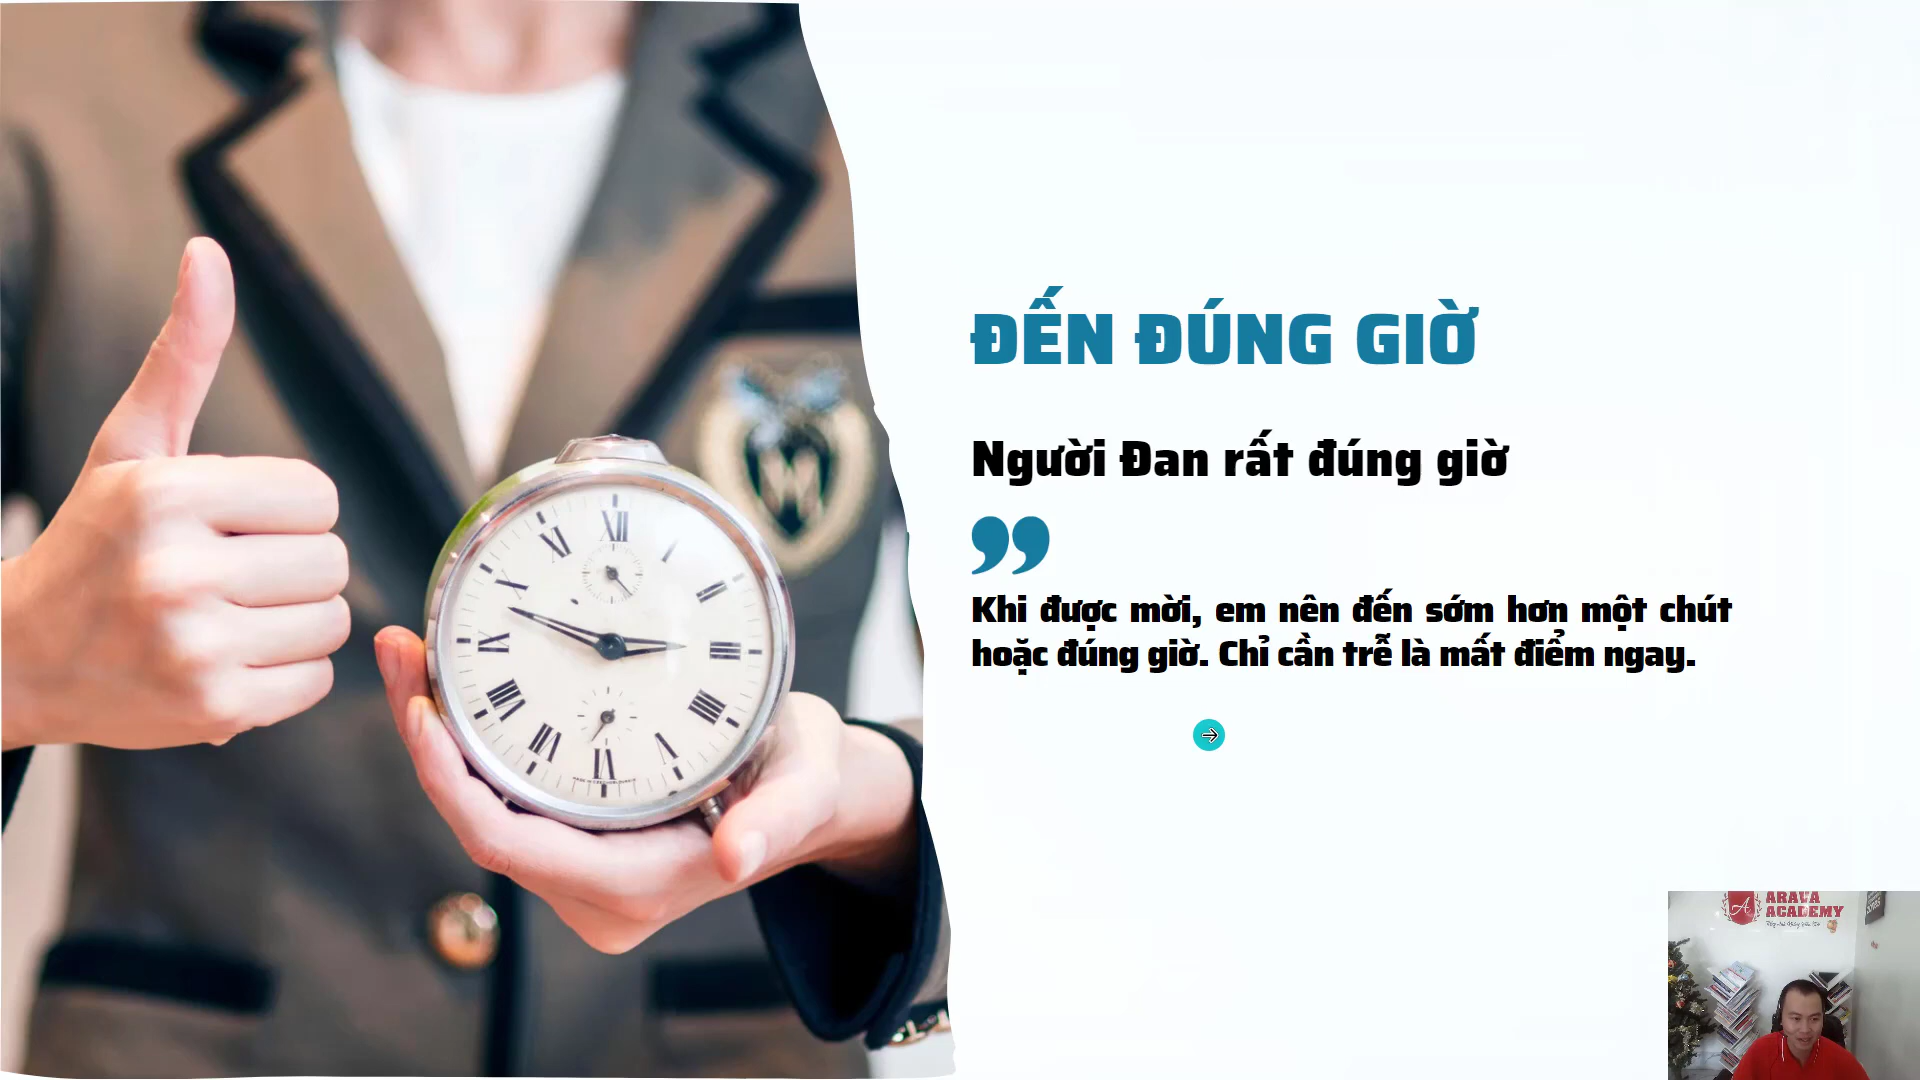 ĐẾN ĐÚNG GIỜ
Người Đan rất đúng giờ
Khi được mời, em nên đến sớm hơn một chút
hoặc đúng giờ. Chỉ cần trễ là mất điểm ngay.
ARAVA
ACADEMY